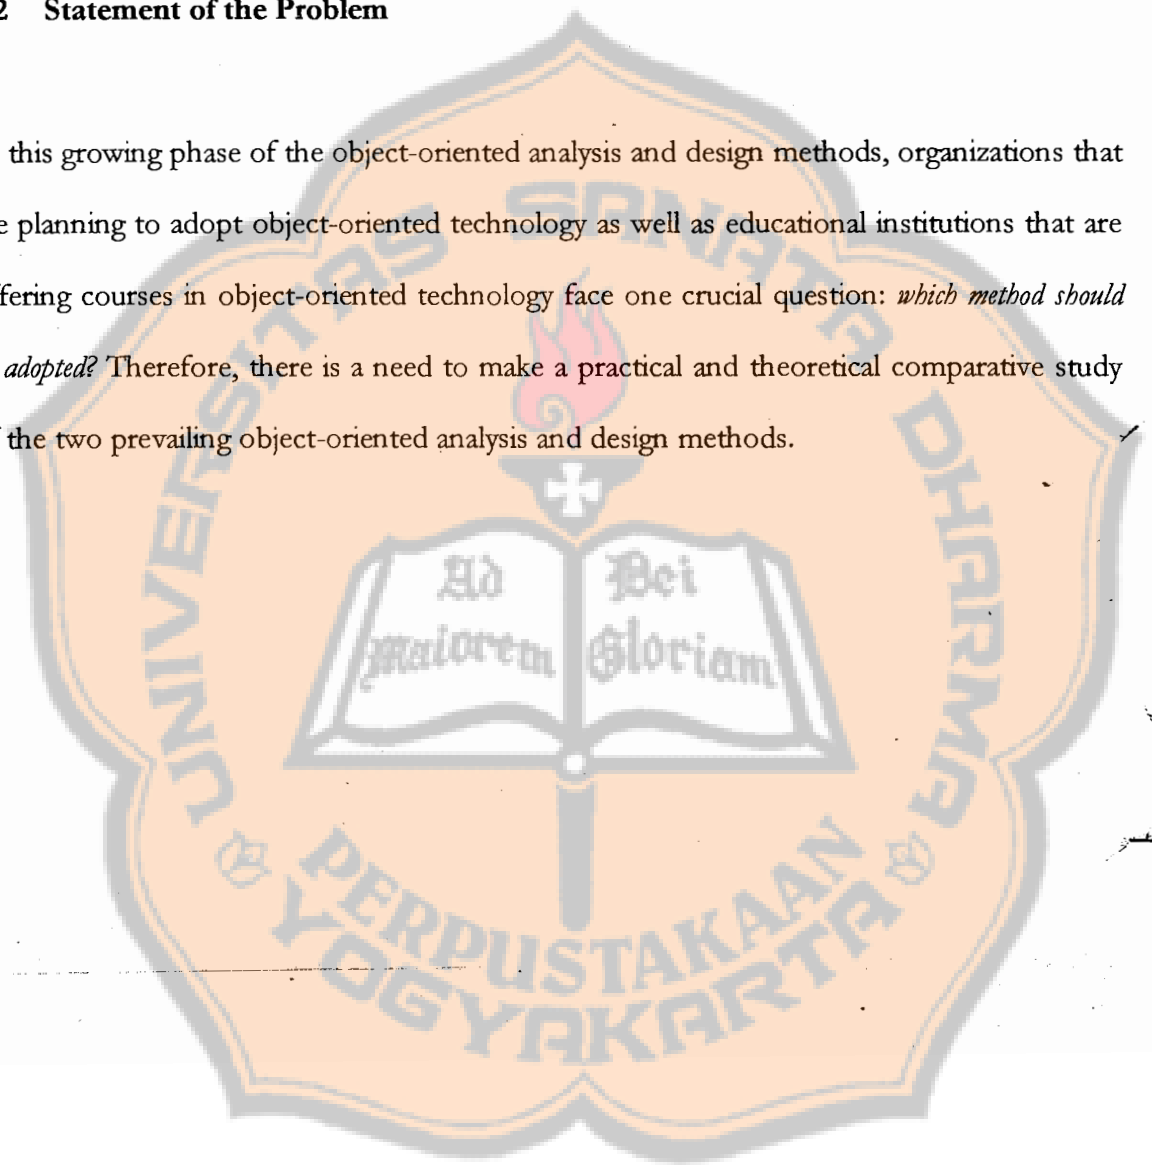 2 Statement of the Problem
this growing phase of the object-oriented analysis and design methods, organizations that
e planning to adopt object-oriented technology as well as educational institutions that are
fering courses in object-oriented technology face one crucial question: which method should
adopted? Therefore, there is a need to make a practical and theoretical comparative study
the two prevailing object-oriented analysis and design methods.
UNIVERSITAS SANATA DHARMA
Ad Dei
maiorem Gloriam
PERPUSTAKAAN
YOGYAKARTA